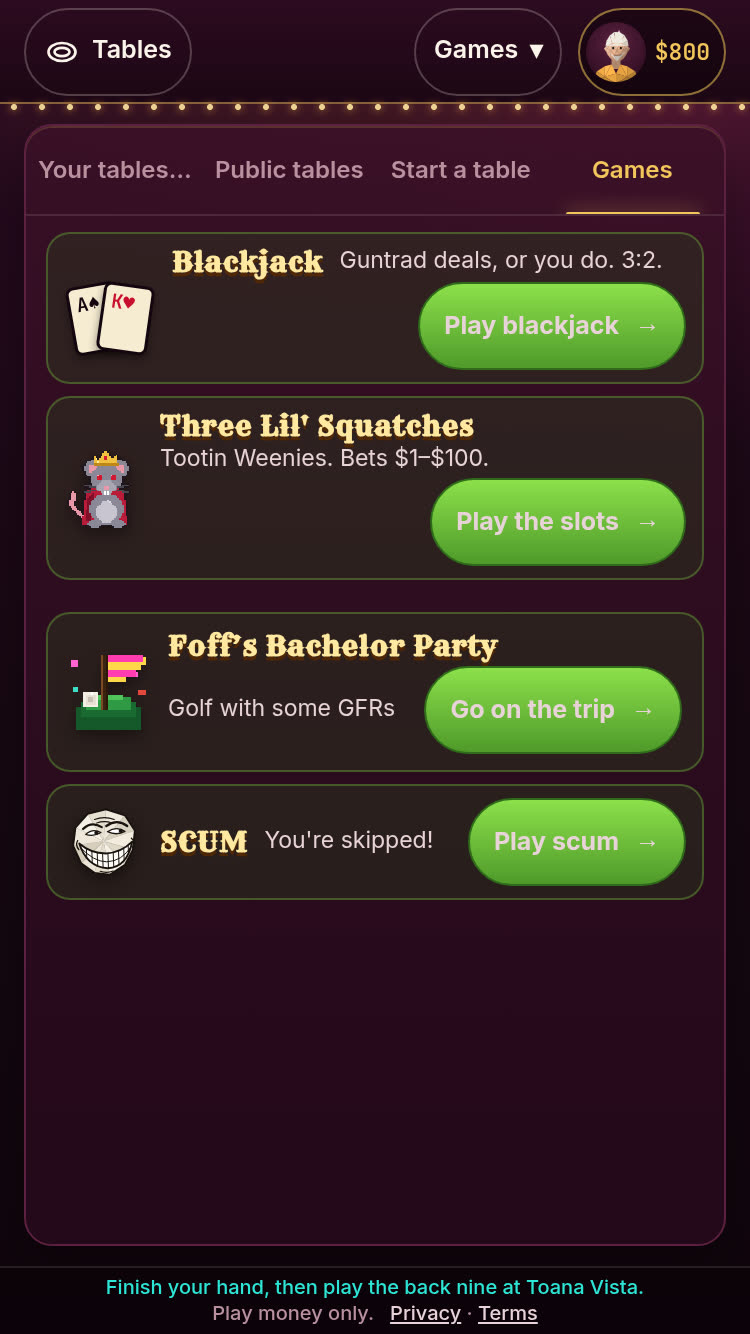 Tables
Games ▼
$800
Your tables...
Public tables
Start a table
Games
Blackjack Guntrad deals, or you do. 3:2.
A♠ K♥
Play blackjack →
Three Lil' Squatches
Tootin Weenies. Bets $1–$100.
Play the slots →
Foff's Bachelor Party
Golf with some GFRs
Go on the trip →
SCUM You're skipped!
Play scum →
Finish your hand, then play the back nine at Toana Vista.
Play money only. Privacy · Terms